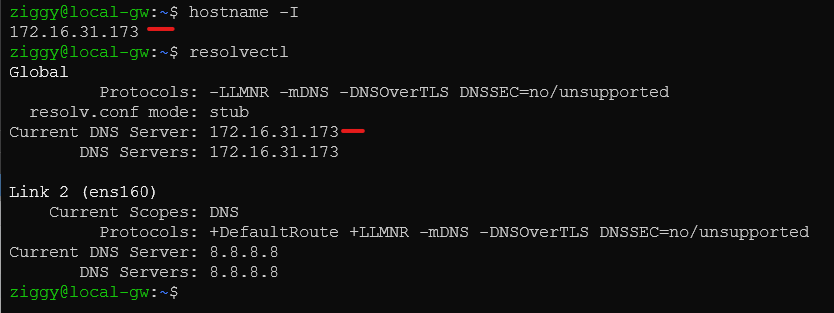 ziggy@local-gw:~$ hostname -I
172.16.31.173
ziggy@local-gw:~$ resolvectl
Global
Protocols: -LLMNR -mDNS -DNSOverTLS DNSSEC=no/unsupported
resolv.conf mode: stub
Current DNS Server: 172.16.31.173
DNS Servers: 172.16.31.173
Link 2 (ens160)
Current Scopes: DNS
Protocols: +DefaultRoute +LLMNR -mDNS -DNSOverTLS DNSSEC=no/unsupported
Current DNS Server: 8.8.8.8
DNS Servers: 8.8.8.8
ziggy@local-gw:~$